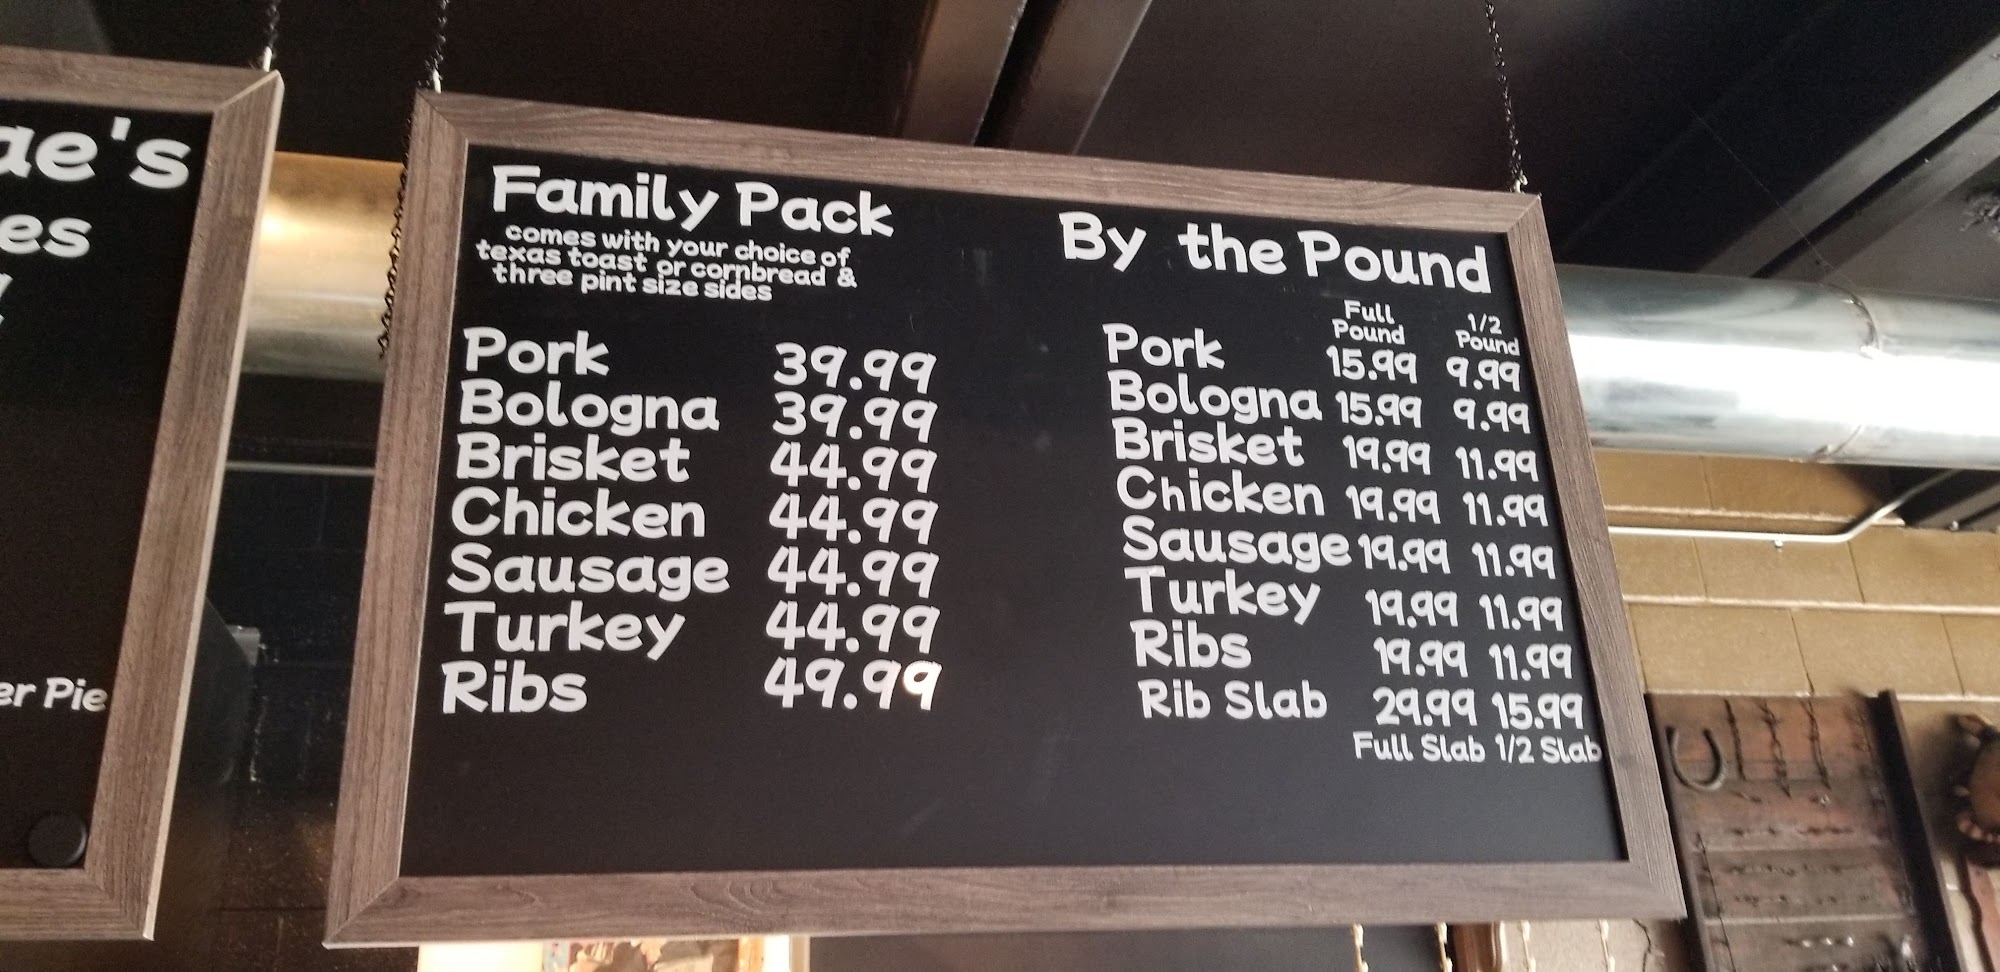 ae's
es
er Pie
Family Pack
comes with your choice of
texas toast or cornbread &
three pint size sides
Pork 39.99
Bologna 39.99
Brisket 44.99
Chicken 44.99
Sausage 44.99
Turkey 44.99
Ribs 49.99
By the Pound
Full Pound 1/2 Pound
Pork 15.99 9.99
Bologna 15.99 9.99
Brisket 19.99 11.99
Chicken 19.99 11.99
Sausage 19.99 11.99
Turkey 19.99 11.99
Ribs 19.99 11.99
Rib Slab 29.99 15.99
Full Slab 1/2 Slab